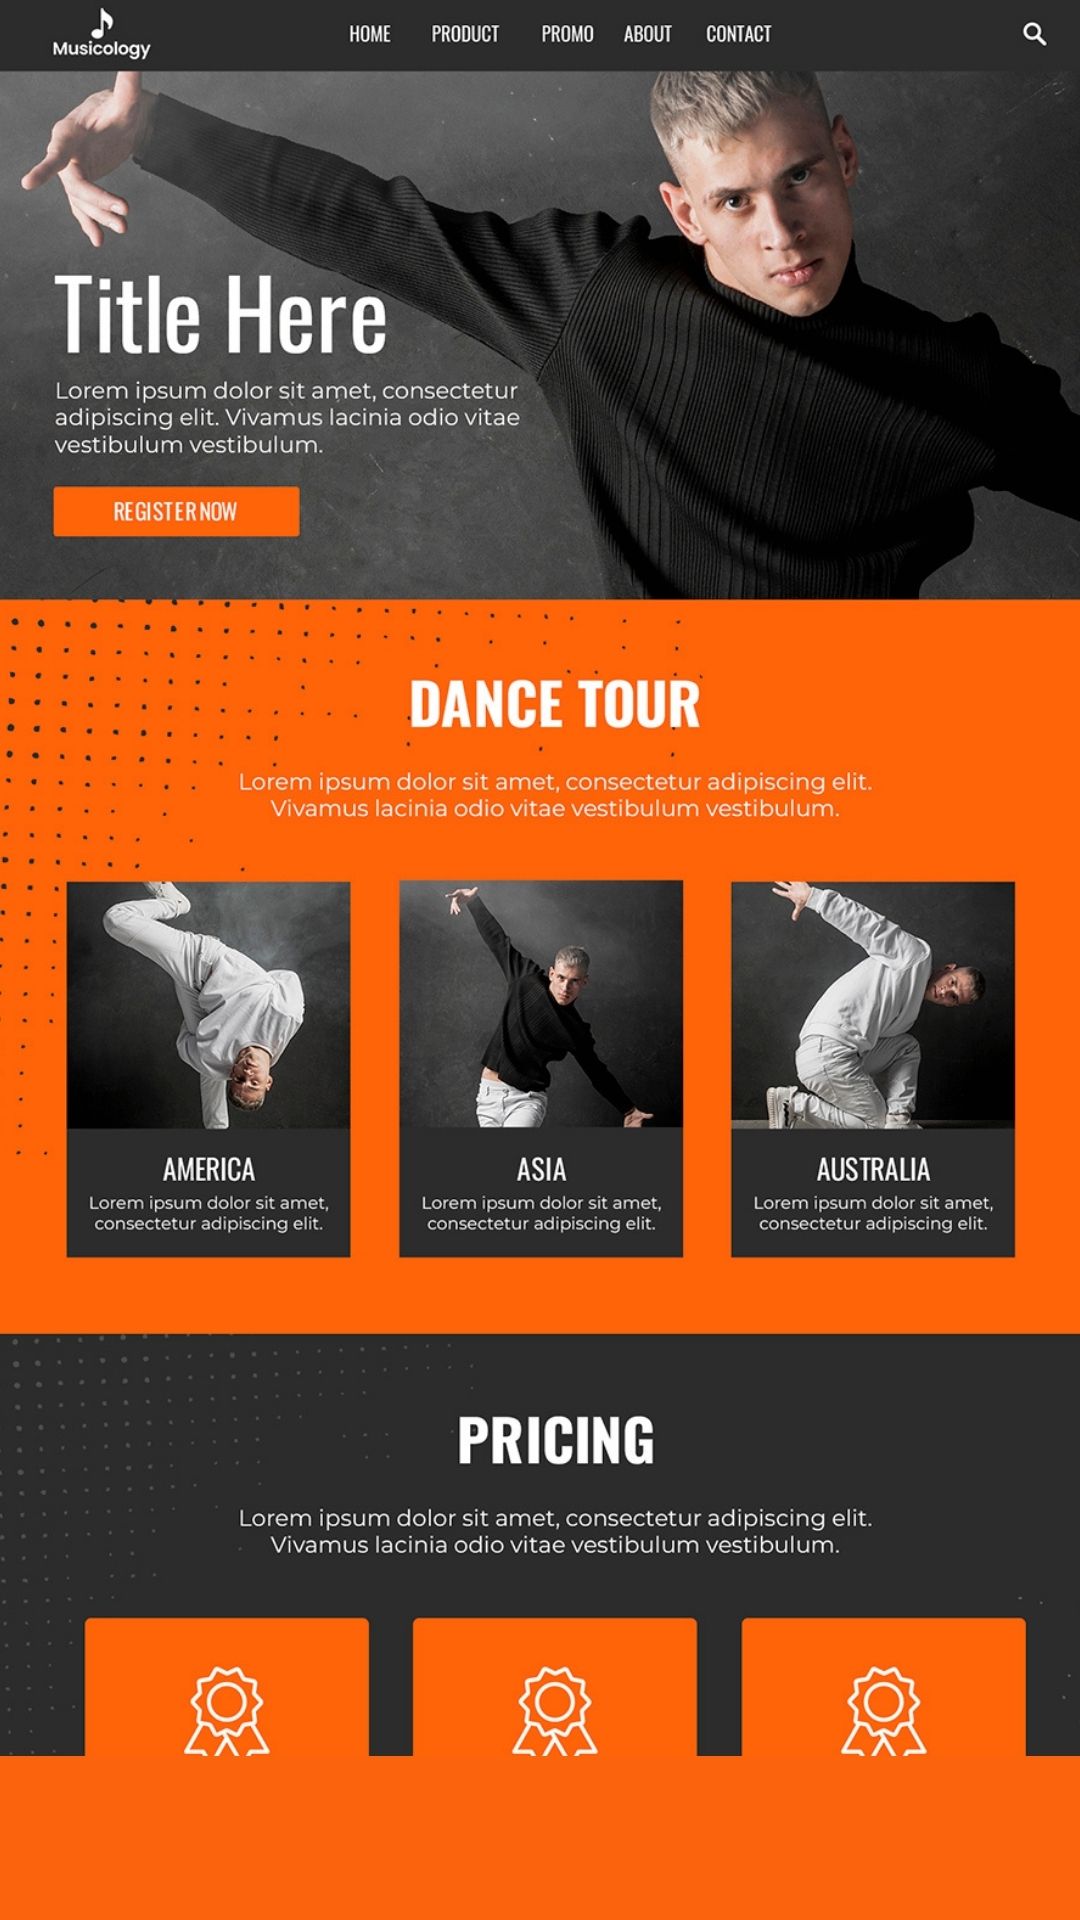 Musicology
HOME PRODUCT PROMO ABOUT CONTACT
Title Here
Lorem ipsum dolor sit amet, consectetur
adipiscing elit. Vivamus lacinia odio vitae
vestibulum vestibulum.
REGISTER NOW
DANCE TOUR
Lorem ipsum dolor sit amet, consectetur adipiscing elit.
Vivamus lacinia odio vitae vestibulum vestibulum.
AMERICA
Lorem ipsum dolor sit amet,
consectetur adipiscing elit.
ASIA
Lorem ipsum dolor sit amet,
consectetur adipiscing elit.
AUSTRALIA
Lorem ipsum dolor sit amet,
consectetur adipiscing elit.
PRICING
Lorem ipsum dolor sit amet, consectetur adipiscing elit.
Vivamus lacinia odio vitae vestibulum vestibulum.